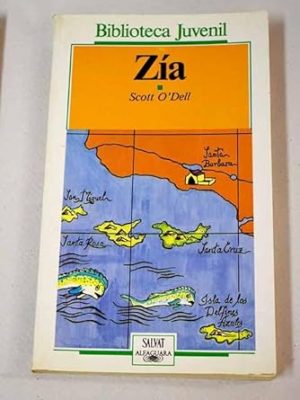 Biblioteca Juvenil
Zía
Scott O'Dell
Santa
Barbara
San Miguel
Santa Rosa
Santa Cruz
Isla de los
Delfines
Azules
SALVAT
ALFAGUARA